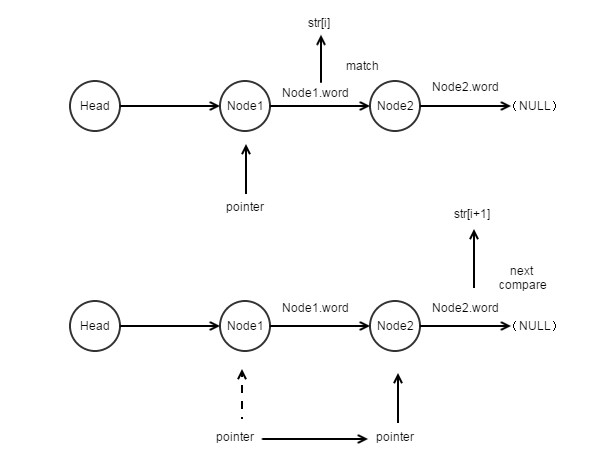 str[i]
match
Node1.word
Node2.word
Head
Node1
Node2
(NULL)
pointer
str[i+1]
next
compare
Node1.word
Node2.word
Head
Node1
Node2
(NULL)
pointer
pointer